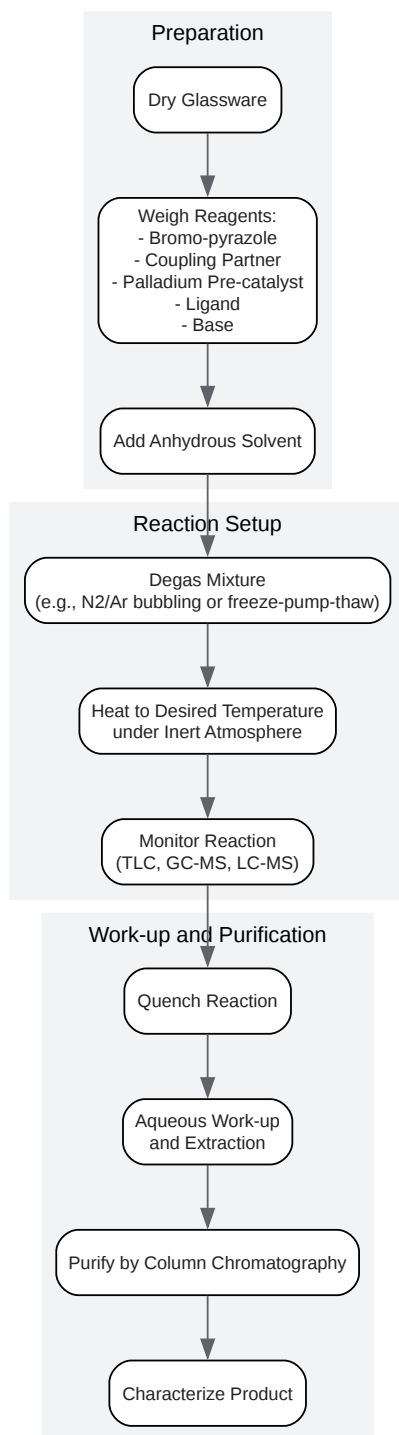 Preparation
Dry Glassware
Weigh Reagents:
- Bromo-pyrazole
- Coupling Partner
- Palladium Pre-catalyst
- Ligand
- Base
Add Anhydrous Solvent
Reaction Setup
Degas Mixture
(e.g., N2/Ar bubbling or freeze-pump-thaw)
Heat to Desired Temperature
under Inert Atmosphere
Monitor Reaction
(TLC, GC-MS, LC-MS)
Work-up and Purification
Quench Reaction
Aqueous Work-up
and Extraction
Purify by Column Chromatography
Characterize Product